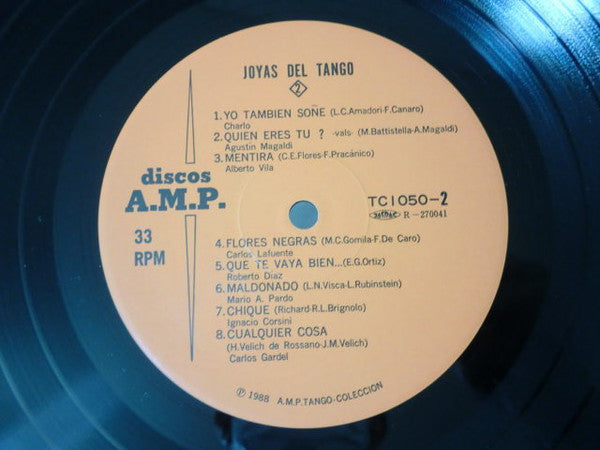 JOYAS DEL TANGO
2
1.YO TAMBIEN SOÑE (L.C.Amadori-F.Canaro)
Charlo
2.QUIEN ERES TU ? -vals- (M.Battistella-A.Magaldi)
Agustin Magaldi
3.MENTIRA (C.E.Flores-F.Pracánico)
Alberto Vila
discos
A.M.P.
TC1050-2
R-270041
33
RPM
4.FLORES NEGRAS (M.C.Gomila-F.De Caro)
Carlos Lafuente
5.QUE TE VAYA BIEN...(E.G.Ortiz)
Roberto Diaz
6.MALDONADO (L.N.Visca-L.Rubinstein)
Mario A. Pardo
7.CHIQUE (Richard-R.L.Brignolo)
Ignacio Corsini
8.CUALQUIER COSA
(H.Velich de Rossano-J.M.Velich)
Carlos Gardel
Ⓟ 1988 A.M.P.TANGO-COLECCION